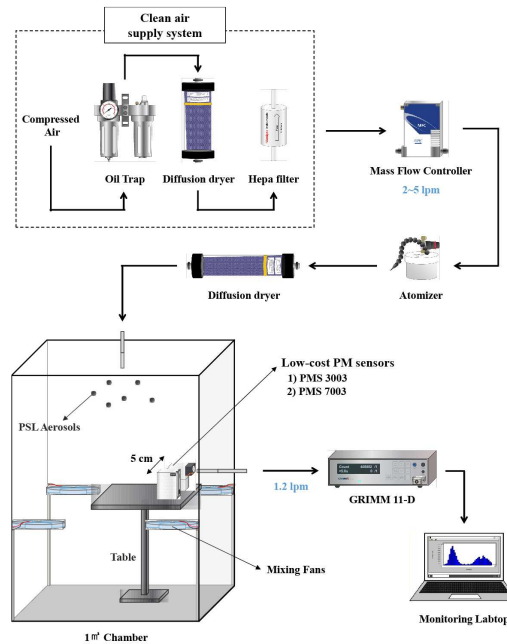 Clean air
supply system
Compressed
Air
Oil Trap
Diffusion dryer
Hepa filter
MFC
Mass Flow Controller
2~5 lpm
Diffusion dryer
Atomizer
Low-cost PM sensors
1) PMS 3003
2) PMS 7003
PSL Aerosols
5 cm
1.2 lpm
GRIMM 11-D
Table
Mixing Fans
Monitoring Labtop
1㎥ Chamber